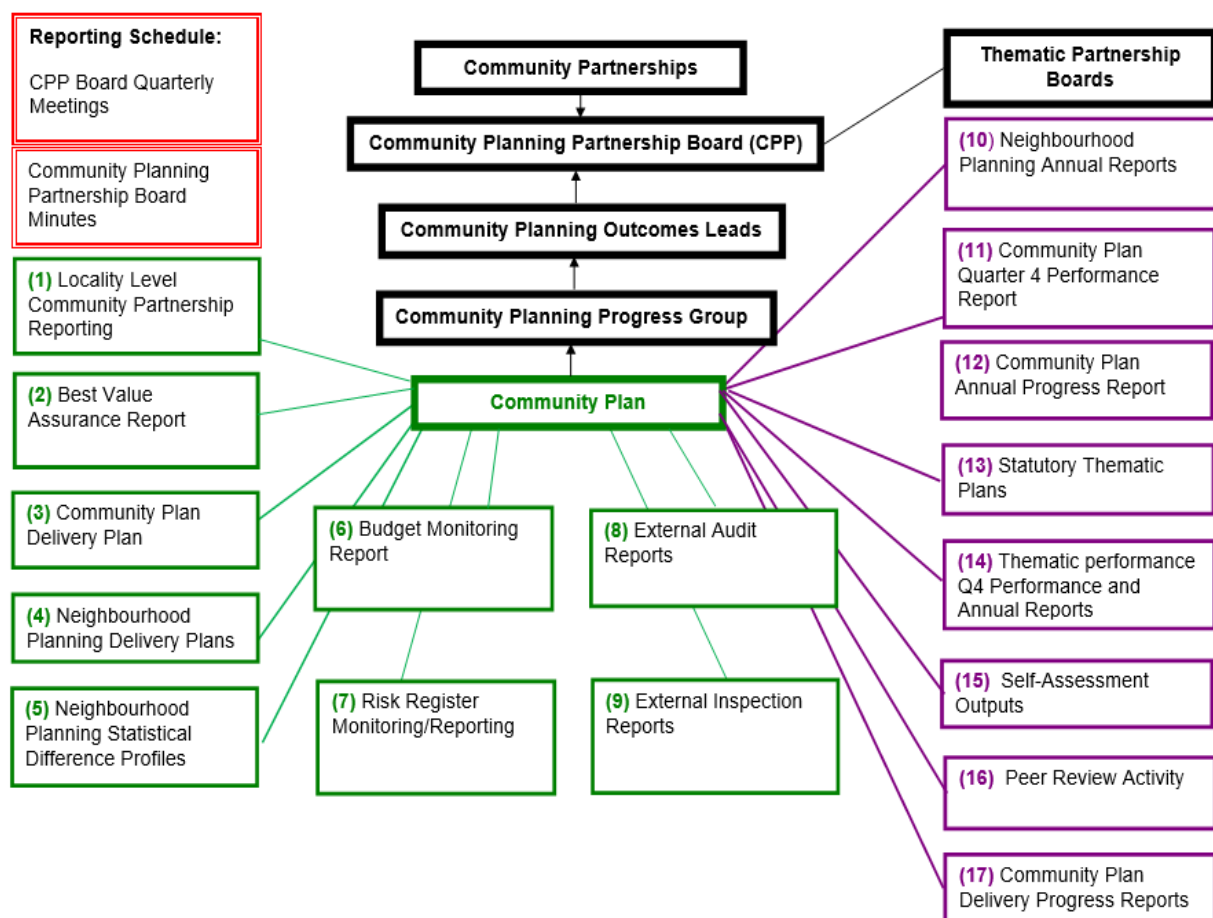 Reporting Schedule:
CPP Board Quarterly
Meetings
Community Planning
Partnership Board
Minutes
(1) Locality Level
Community Partnership
Reporting
(2) Best Value
Assurance Report
(3) Community Plan
Delivery Plan
(4) Neighbourhood
Planning Delivery Plans
(5) Neighbourhood
Planning Statistical
Difference Profiles
Community Partnerships
Community Planning Partnership Board (CPP)
Community Planning Outcomes Leads
Community Planning Progress Group
Community Plan
(6) Budget Monitoring
Report
(7) Risk Register
Monitoring/Reporting
(8) External Audit
Reports
(9) External Inspection
Reports
Thematic Partnership
Boards
(10) Neighbourhood
Planning Annual Reports
(11) Community Plan
Quarter 4 Performance
Report
(12) Community Plan
Annual Progress Report
(13) Statutory Thematic
Plans
(14) Thematic performance
Q4 Performance and
Annual Reports
(15) Self-Assessment
Outputs
(16) Peer Review Activity
(17) Community Plan
Delivery Progress Reports